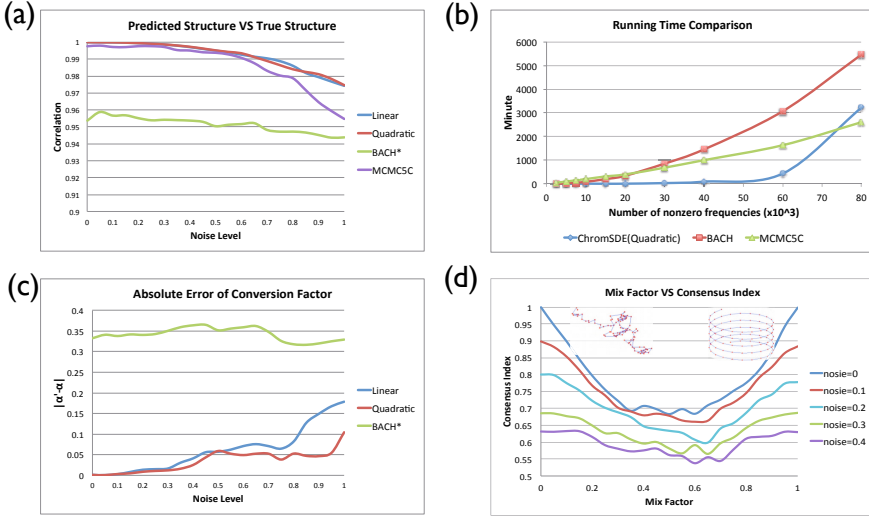 (a)
Predicted Structure VS True Structure
1
0.99
0.98
0.97
0.96
0.95
0.94
0.93
0.92
0.91
0.9
Correlation
0 0.1 0.2 0.3 0.4 0.5 0.6 0.7 0.8 0.9 1
Noise Level
Linear
Quadratic
BACH*
MCMC5C
(b)
Running Time Comparison
6000
5000
4000
3000
2000
1000
0
Minute
0 10 20 30 40 50 60 70 80
Number of nonzero frequencies (x10^3)
ChromSDE(Quadratic) BACH MCMC5C
(c)
Absolute Error of Conversion Factor
0.4
0.35
0.3
0.25
0.2
0.15
0.1
0.05
0
|α'-α|
0 0.1 0.2 0.3 0.4 0.5 0.6 0.7 0.8 0.9 1
Noise Level
Linear
Quadratic
BACH*
(d)
Mix Factor VS Consensus Index
1
0.95
0.9
0.85
0.8
0.75
0.7
0.65
0.6
0.55
0.5
Consensus Index
0 0.2 0.4 0.6 0.8 1
Mix Factor
nosie=0
nosie=0.1
nosie=0.2
nosie=0.3
nosie=0.4